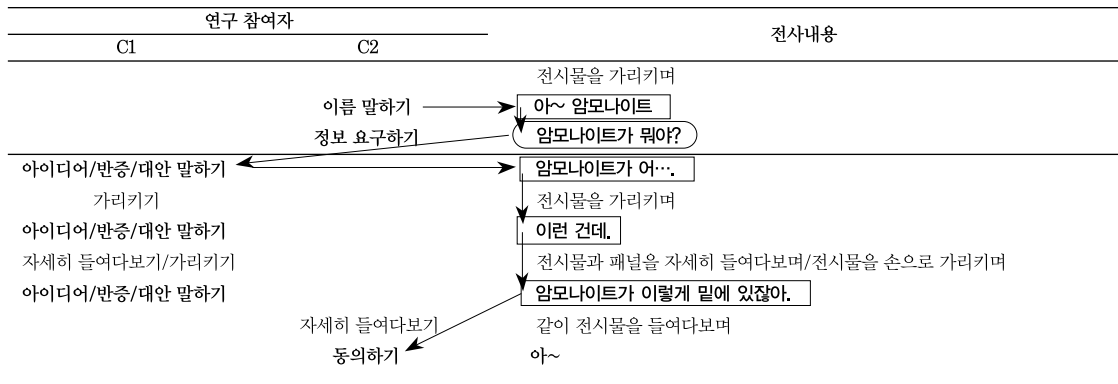 연구 참여자
전사내용
C1 C2
전시물을 가리키며
이름 말하기 아~ 암모나이트
정보 요구하기 암모나이트가 뭐야?
아이디어/반증/대안 말하기 암모나이트가 어….
가리키기 전시물을 가리키며
아이디어/반증/대안 말하기 이런 건데.
자세히 들여다보기/가리키기 전시물과 패널을 자세히 들여다보며/전시물을 손으로 가리키며
아이디어/반증/대안 말하기 암모나이트가 이렇게 밑에 있잖아.
자세히 들여다보기 같이 전시물을 들여다보며
동의하기 아~